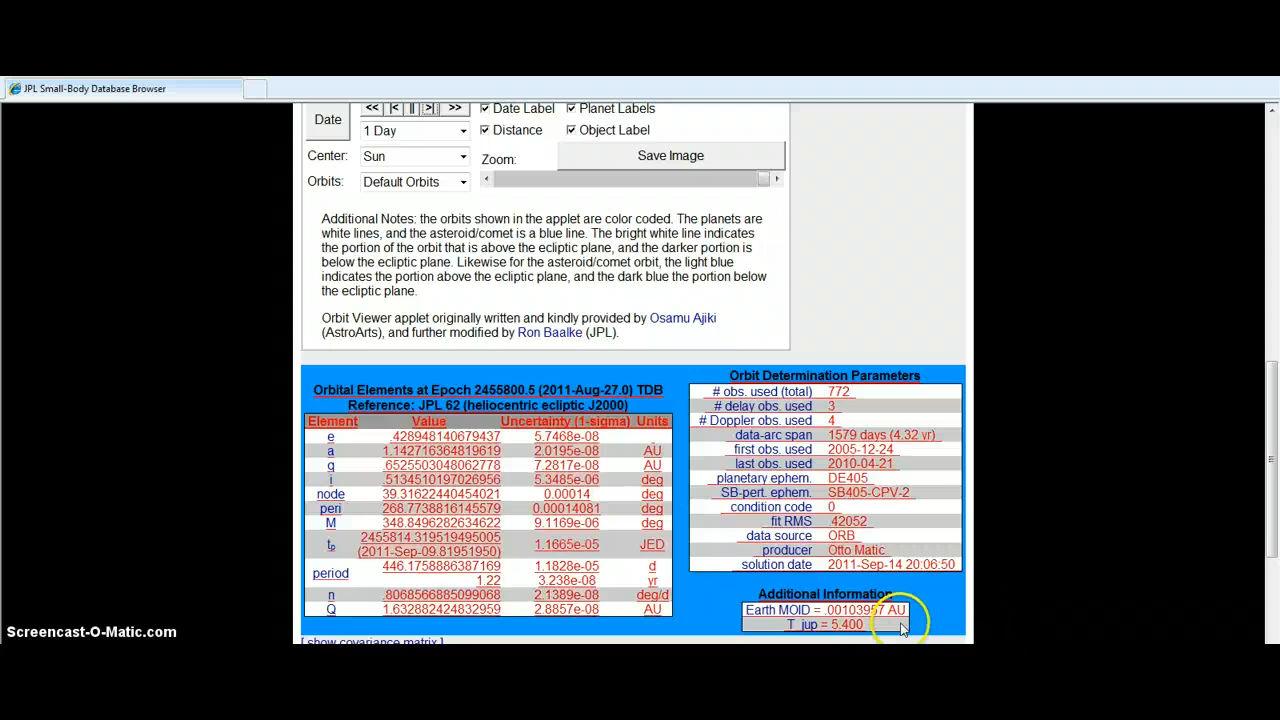 JPL Small-Body Database Browser
Date
<< |< || >| >>
Date Label
Planet Labels
1 Day
Distance
Object Label
Center: Sun
Zoom:
Save Image
Orbits: Default Orbits
Additional Notes: the orbits shown in the applet are color coded. The planets are
white lines, and the asteroid/comet is a blue line. The bright white line indicates
the portion of the orbit that is above the ecliptic plane, and the darker portion is
below the ecliptic plane. Likewise for the asteroid/comet orbit, the light blue
indicates the portion above the ecliptic plane, and the dark blue the portion below
the ecliptic plane.
Orbit Viewer applet originally written and kindly provided by Osamu Ajiki
(AstroArts), and further modified by Ron Baalke (JPL).
Orbital Elements at Epoch 2455800.5 (2011-Aug-27.0) TDB
Reference: JPL 62 (heliocentric ecliptic J2000)
Element Value Uncertainty (1-sigma) Units
e .428948140679437 5.7468e-08
a 1.142716364819619 2.0195e-08 AU
q .6525503048062778 7.2817e-08 AU
i .5134510197026956 5.3485e-06 deg
node 39.31622440454021 0.00014 deg
peri 268.7738816145579 0.00014081 deg
M 348.8496282634622 9.1169e-06 deg
tp 2455814.319519495005
(2011-Sep-09.81951950) 1.1665e-05 JED
period 446.1758886387169 1.1828e-05 d
1.22 3.238e-08 yr
n .8068566885099 2.1389e-08 deg/d
Q 1.632882424832959 2.8857e-08 AU
[ show covariance matrix ]
Orbit Determination Parameters
# obs. used (total) 772
# delay obs. used 3
# Doppler obs. used 4
data-arc span 1579 days (4.32 yr)
first obs. used 2005-12-24
last obs. used 2010-04-21
planetary ephem. DE405
SB-pert. ephem. SB405-CPV-2
condition code 0
fit RMS .42052
data source ORB
producer Otto Matic
solution date 2011-Sep-14 20:06:50
Additional Information
Earth MOID = .00103957 AU
T_jup = 5.400
Screencast-O-Matic.com